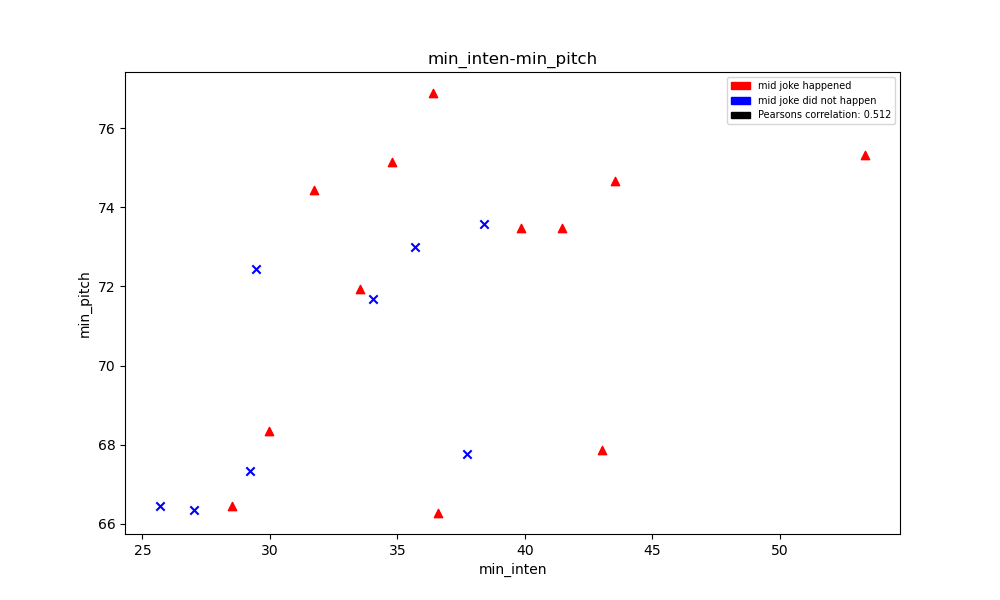 min_inten-min_pitch
mid joke happened
mid joke did not happen
Pearsons correlation: 0.512
min_pitch
76
74
72
70
68
66
25 30 35 40 45 50
min_inten